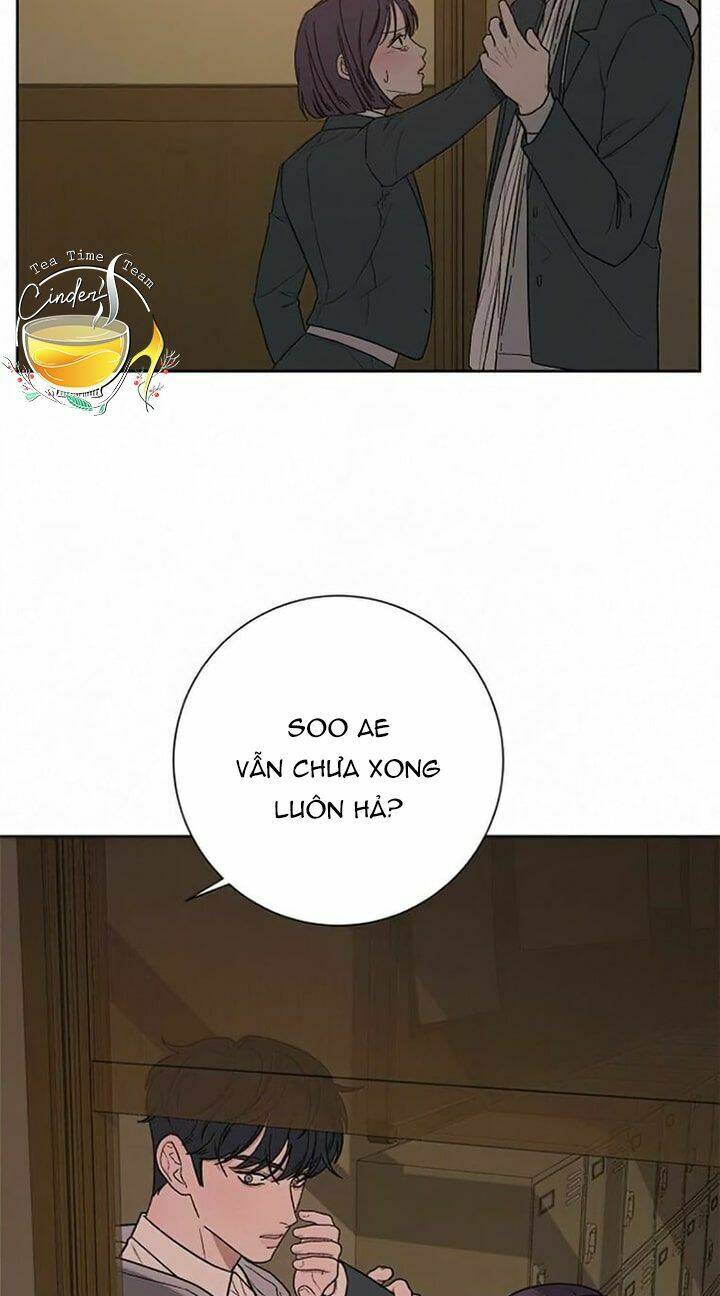 Tea Time Team
Cinder
SOO AE
VẪN CHƯA XONG
LUÔN HẢ?